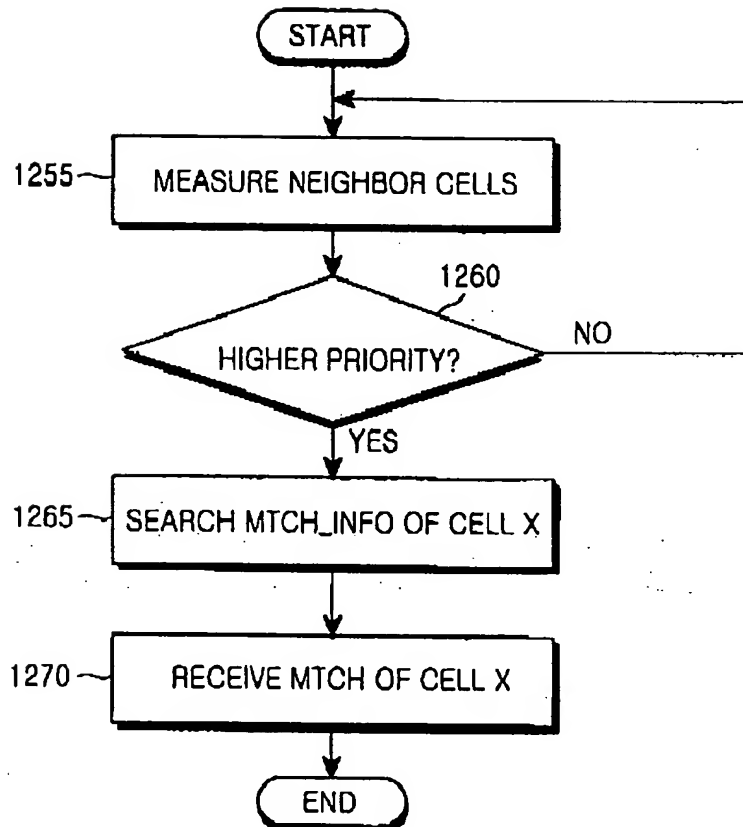 START
1255
MEASURE NEIGHBOR CELLS
1260
HIGHER PRIORITY?
NO
YES
1265
SEARCH MTCH_INFO OF CELL X
1270
RECEIVE MTCH OF CELL X
END